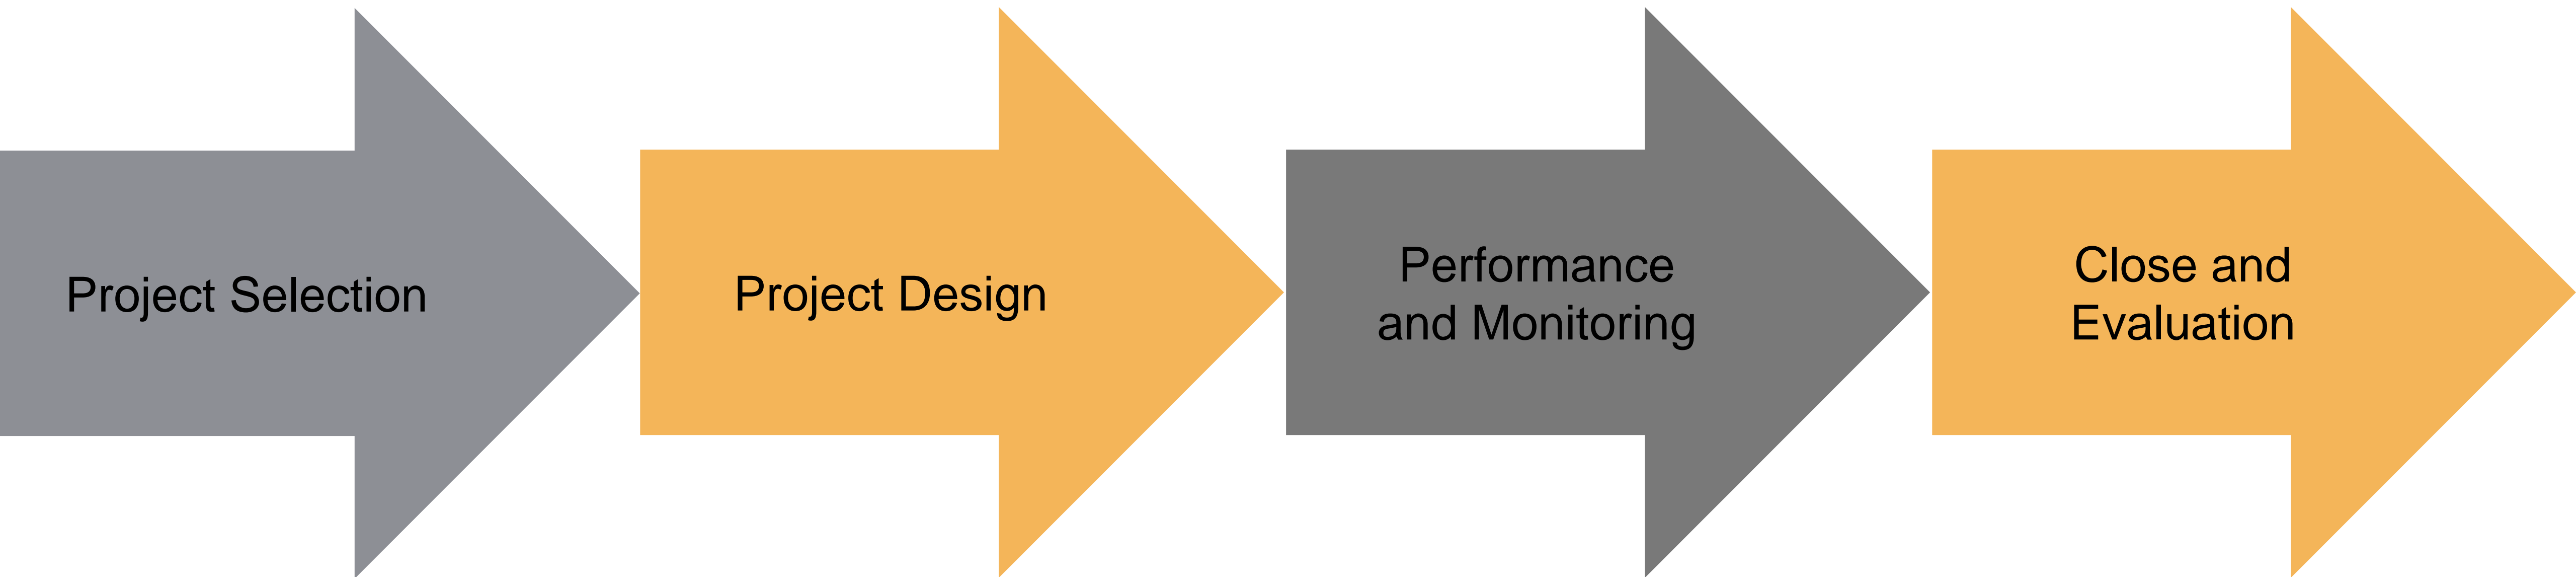 Project Selection
Project Design
Performance
and Monitoring
Close and
Evaluation